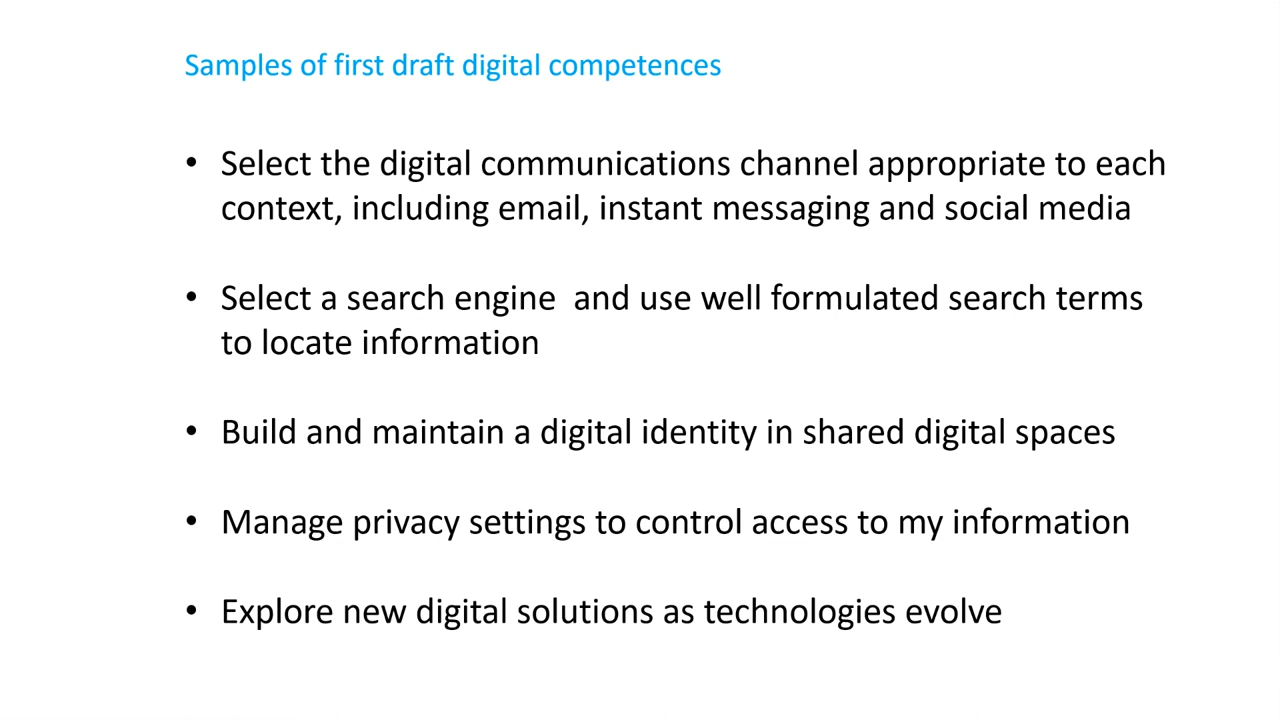 Samples of first draft digital competences
• Select the digital communications channel appropriate to each
context, including email, instant messaging and social media
• Select a search engine  and use well formulated search terms
to locate information
• Build and maintain a digital identity in shared digital spaces
• Manage privacy settings to control access to my information
• Explore new digital solutions as technologies evolve